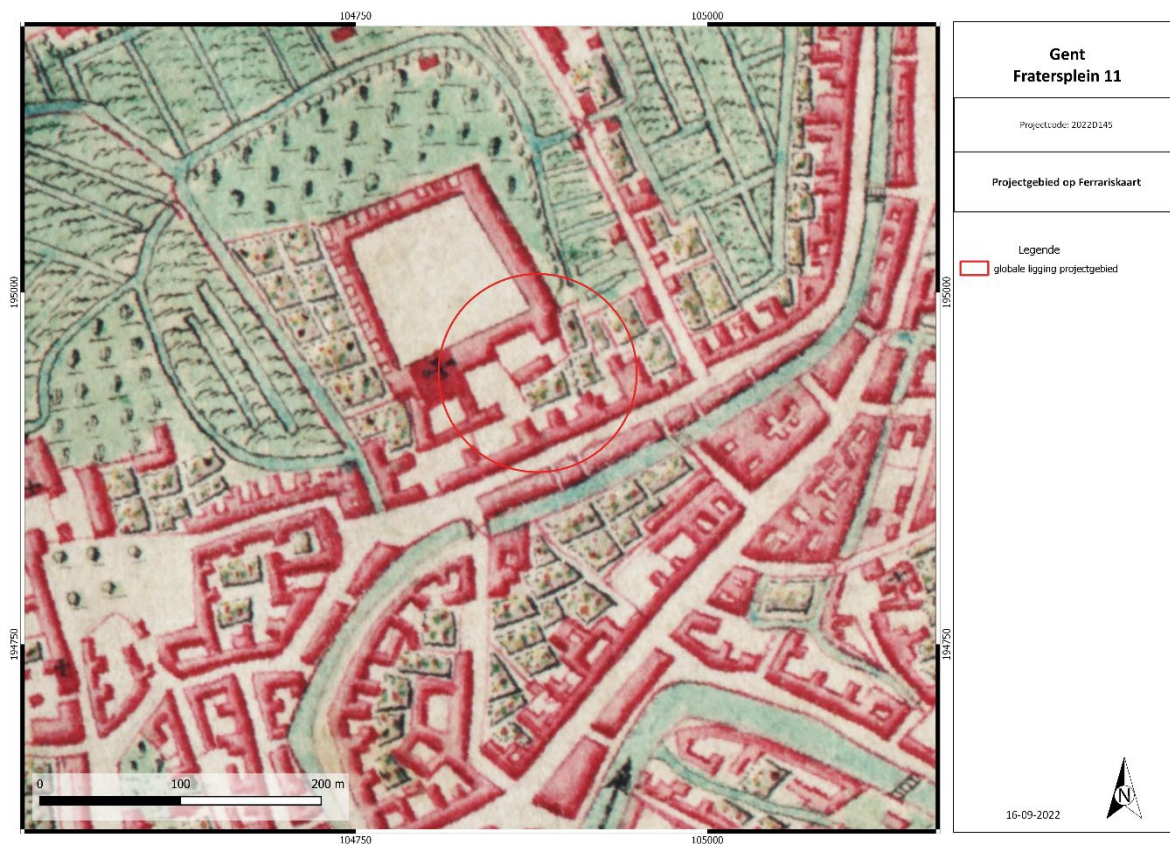 104750
105000
195000
195000
194750
194750
104750
105000
0 100 200 m
Gent
Fratersplein 11
Projectcode: 2022D145
Projectgebied op Ferrariskaart
Legende
globale ligging projectgebied
16-09-2022
N